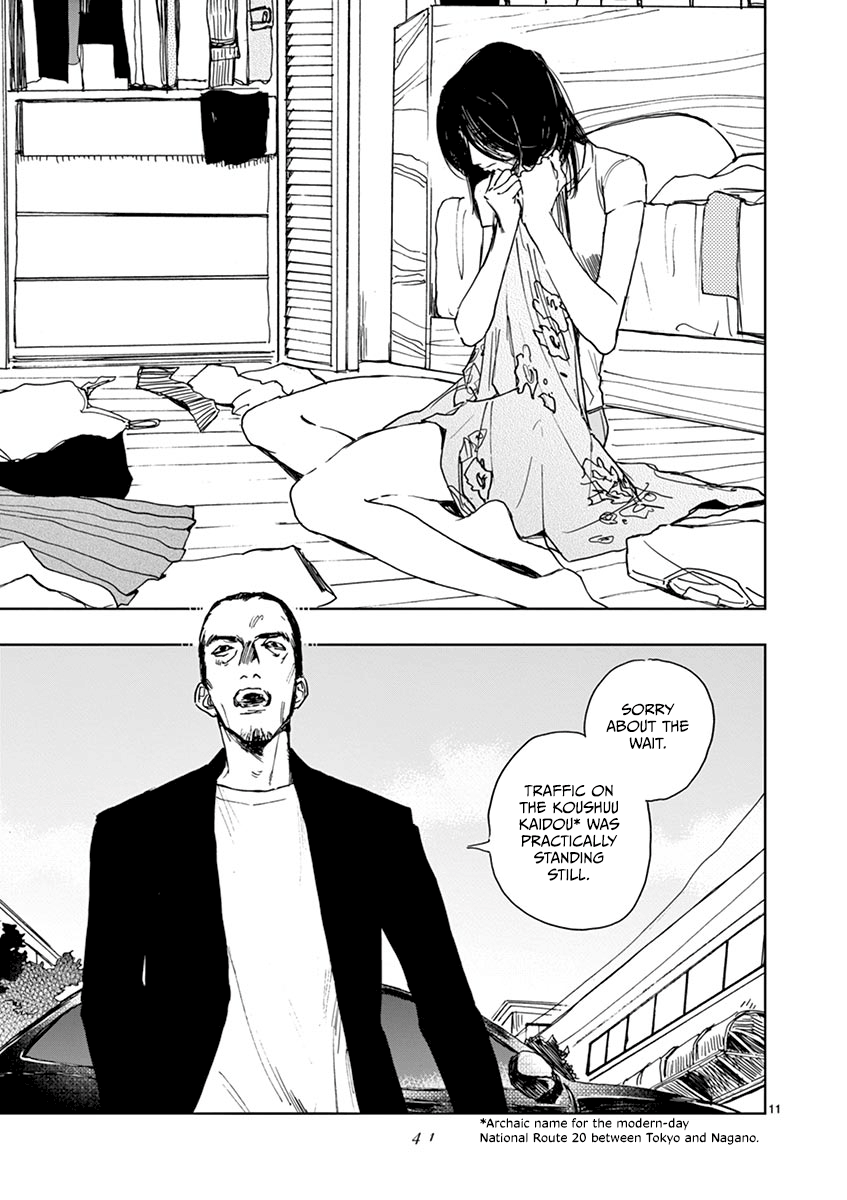 SORRY
ABOUT THE
WAIT.
TRAFFIC ON
THE KOUSHUU
KAIDOU* WAS
PRACTICALLY
STANDING
STILL.
11
*Archaic name for the modern-day
National Route 20 between Tokyo and Nagano.
41